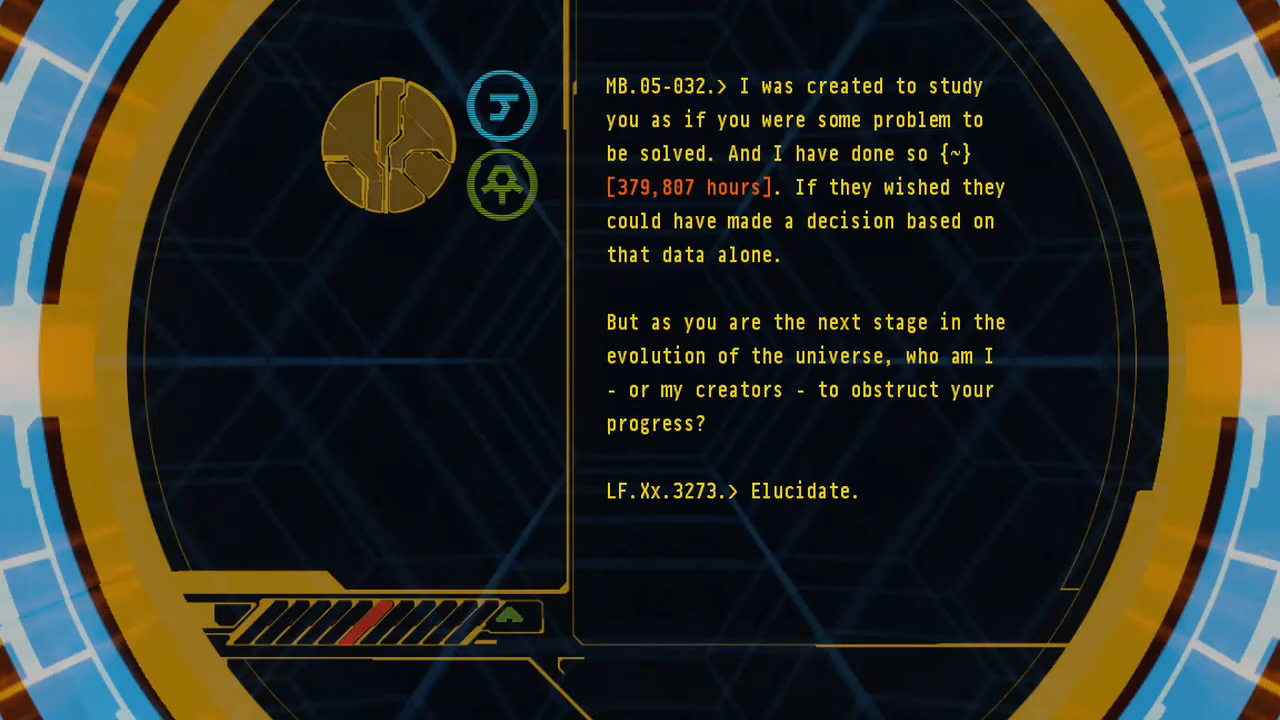 MB.05-032.> I was created to study
you as if you were some problem to
be solved. And I have done so {~}
[379,807 hours]. If they wished they
could have made a decision based on
that data alone.
But as you are the next stage in the
evolution of the universe, who am I
- or my creators - to obstruct your
progress?
LF.Xx.3273.> Elucidate.